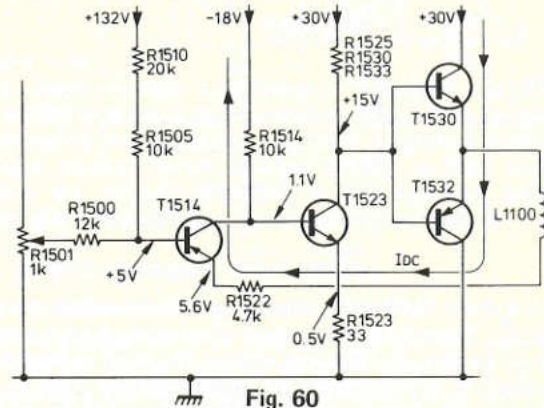 +132V
-18V
+30V
+30V
R1510
20k
R1525
R1530
R1533
+15V
T1530
R1505
10k
R1514
10k
1.1V
T1514
T1523
T1532
L1100
R1500
12k
R1501
1k
+5V
5.6V
R1522
4.7k
IDC
0.5V
R1523
33
Fig. 60